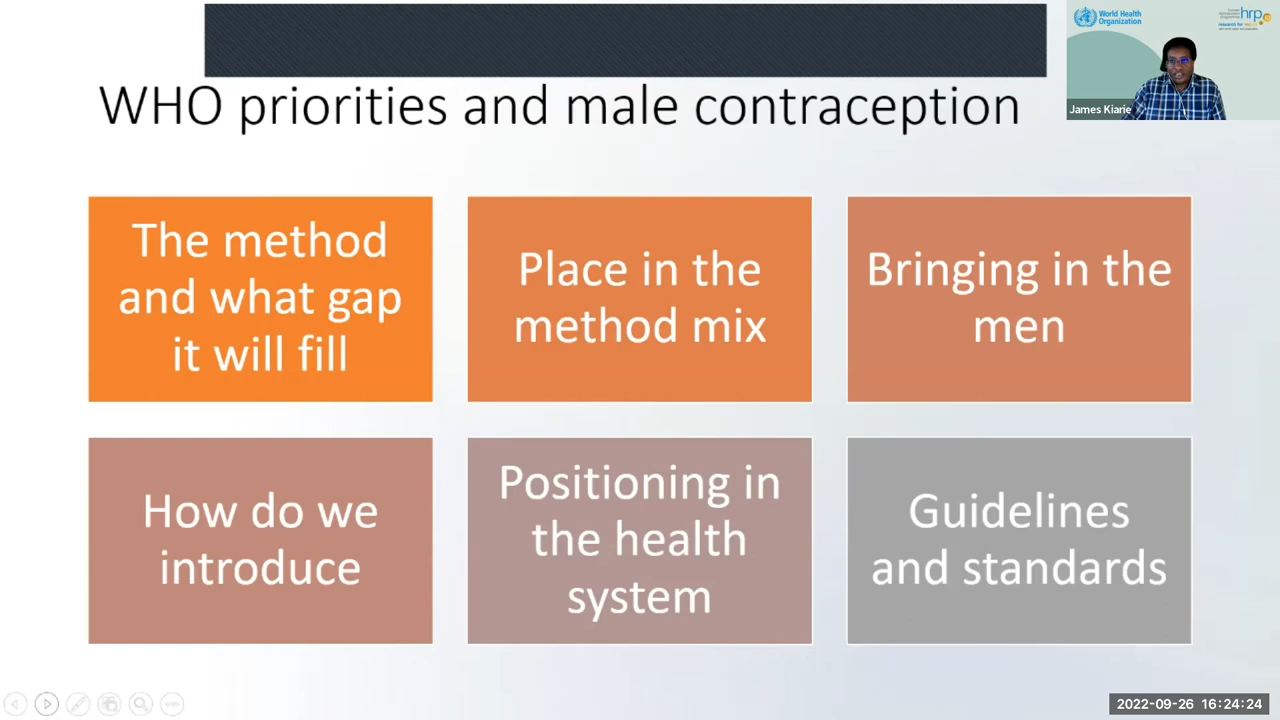 World Health
Organization
hrp
James Kiarie
WHO priorities and male contraception
The method
and what gap
it will fill
Place in the
method mix
Bringing in the
men
How do we
introduce
Positioning in
the health
system
Guidelines
and standards
2022-09-26 16:24:24